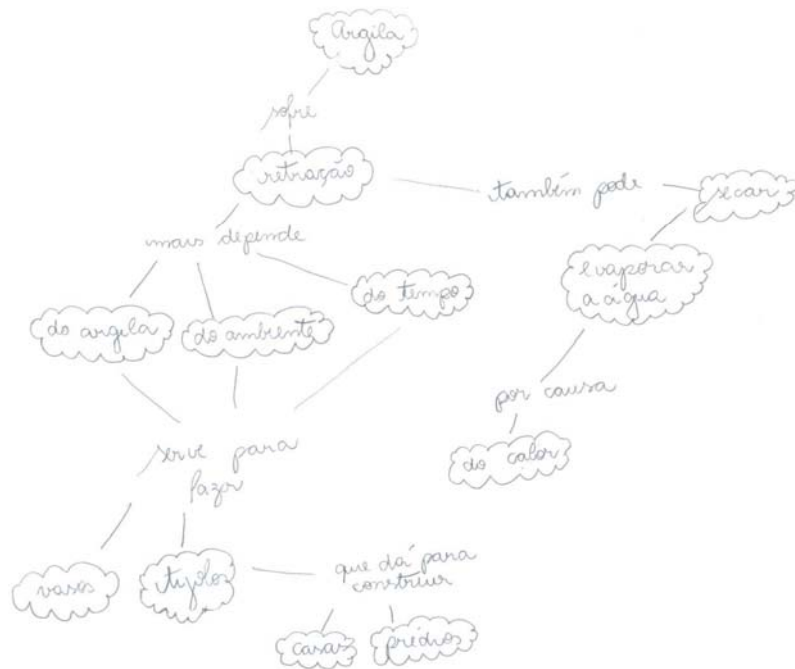 Argila
sofre
retração
também pode
secar
mais depende
evaporar
a água
do tempo
do argila
do ambiente
por causa
do calor
serve para
fazor
vasos
tijolos
que dá para
construir
casas
prédios